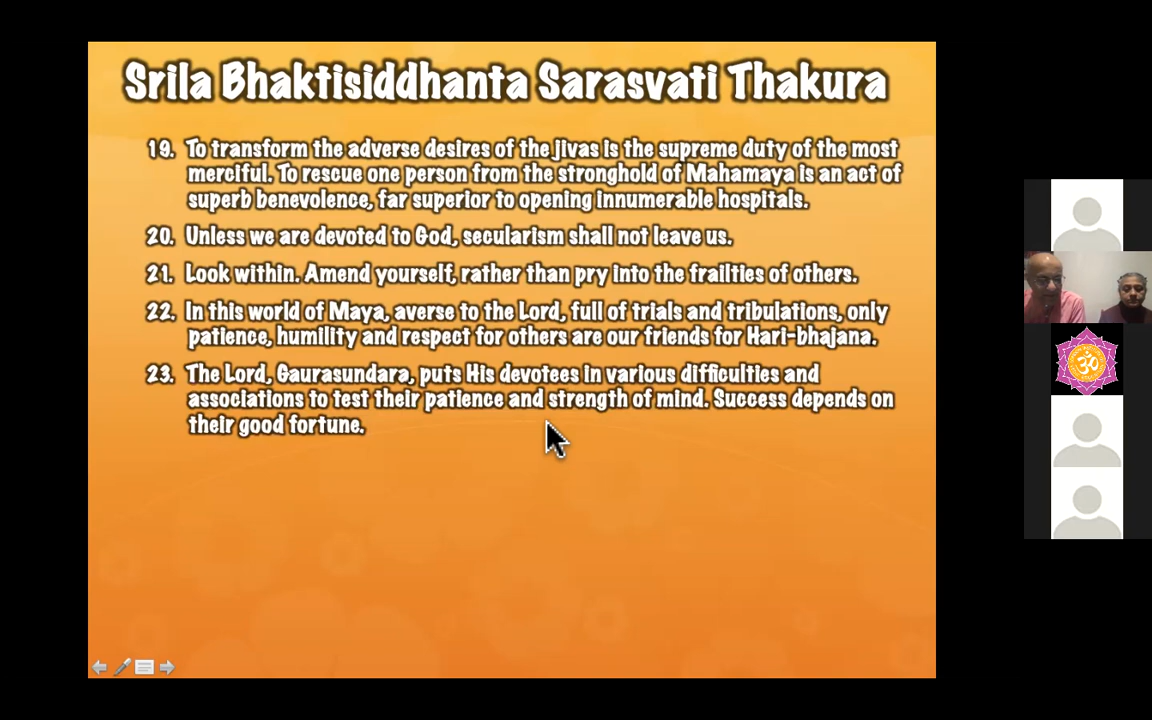 Srila Bhaktisiddhanta Sarasvati Thakura
19. To transform the adverse desires of the jivas is the supreme duty of the most
merciful. To rescue one person from the stronghold of Mahamaya is an act of
superb benevolence, far superior to opening innumerable hospitals.
20. Unless we are devoted to God, secularism shall not leave us.
21. Look within. Amend yourself, rather than pry into the frailties of others.
22. In this world of Maya, averse to the Lord, full of trials and tribulations, only
patience, humility and respect for others are our friends for Hari-bhajana.
23. The Lord, Gaurasundara, puts His devotees in various difficulties and
associations to test their patience and strength of mind. Success depends on
their good fortune.
ॐ